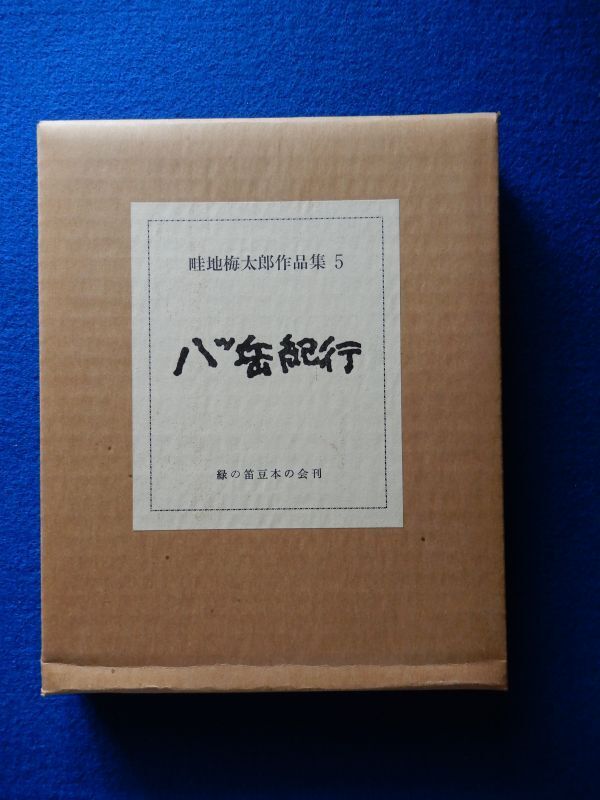 畦地梅太郎作品集 5
八ツ岳紀行
緑の笛豆本の会刊